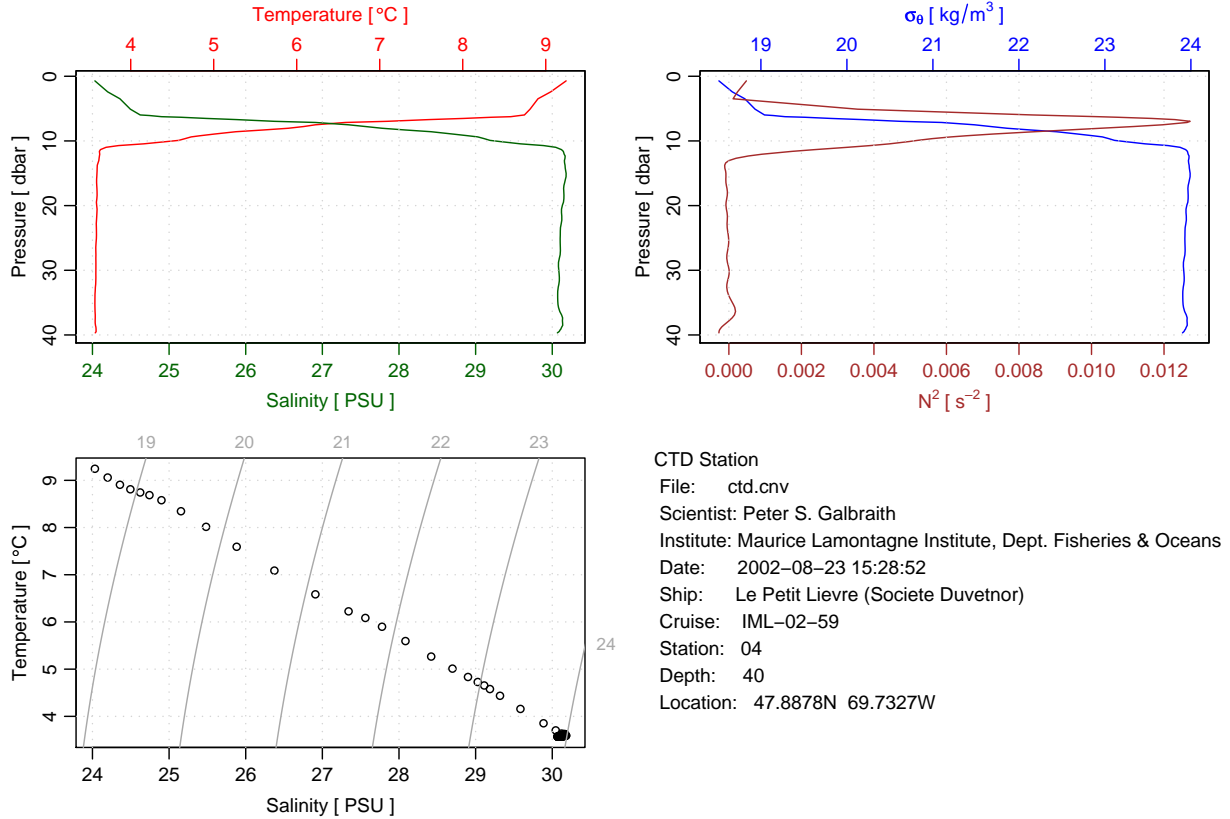 Temperature [ °C ]
4 5 6 7 8 9
0
10
20
30
40
Pressure [ dbar ]
24 25 26 27 28 29 30
Salinity [ PSU ]
σθ [ kg/m³ ]
19 20 21 22 23 24
0
10
20
30
40
Pressure [ dbar ]
0.000 0.002 0.004 0.006 0.008 0.010 0.012
N² [ s⁻² ]
19 20 21 22 23
24
9
8
7
6
5
4
Temperature [ °C ]
24 25 26 27 28 29 30
Salinity [ PSU ]
CTD Station
File: ctd.cnv
Scientist: Peter S. Galbraith
Institute: Maurice Lamontagne Institute, Dept. Fisheries & Oceans
Date: 2002−08−23 15:28:52
Ship: Le Petit Lievre (Societe Duvetnor)
Cruise: IML−02−59
Station: 04
Depth: 40
Location: 47.8878N 69.7327W